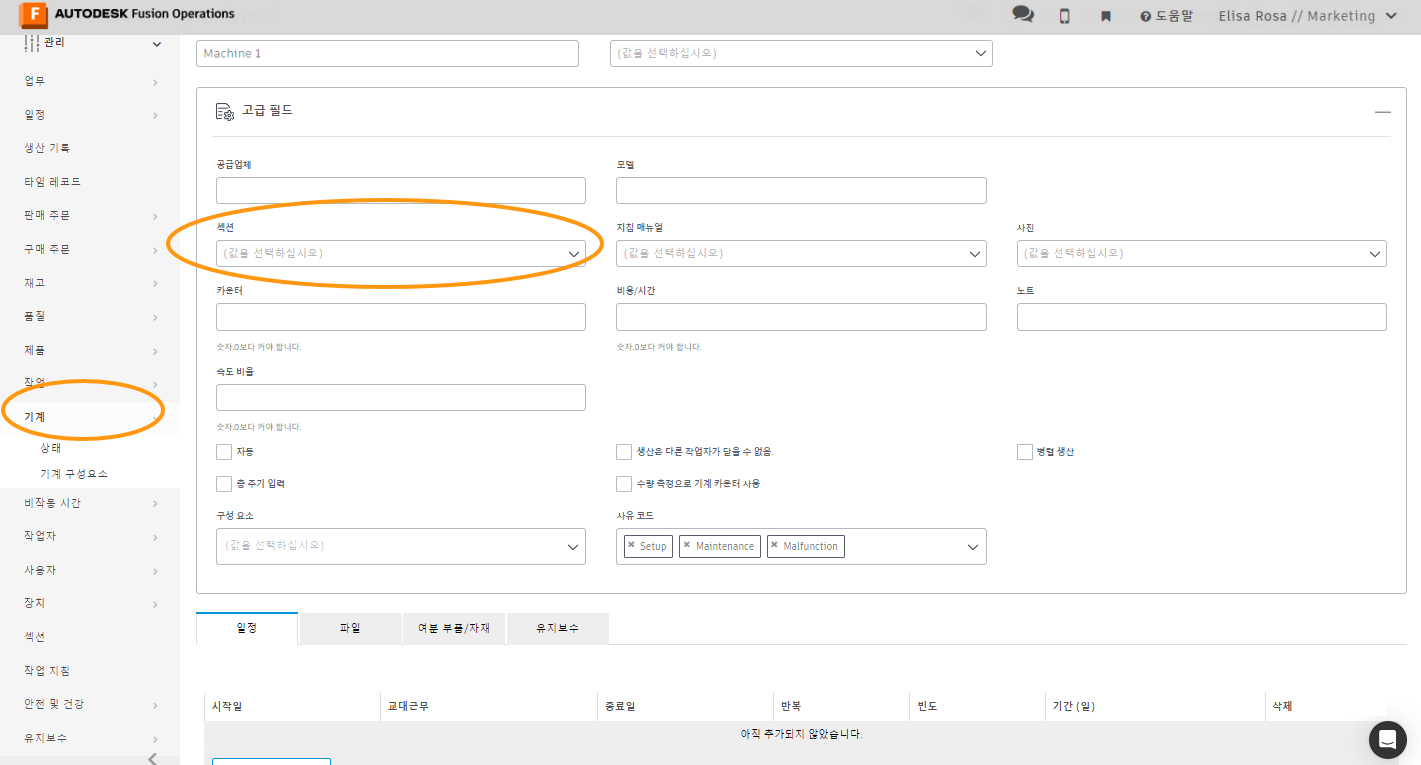 AUTODESK Fusion Operations
도움말
Elisa Rosa // Marketing
관리
업무
일정
생산 기록
타임 레코드
판매 주문
구매 주문
재고
품질
제품
작업
기계
상태
기계 구성요소
비작동 시간
작업자
사용자
장치
섹션
작업 지침
안전 및 건강
유지보수
Machine 1
(값을 선택하십시오)
고급 필드
공급업체
모델
섹션
지침 매뉴얼
사진
(값을 선택하십시오)
(값을 선택하십시오)
(값을 선택하십시오)
카운터
비용/시간
노트
숫자.0보다 커야 합니다.
숫자.0보다 커야 합니다.
속도 비율
숫자.0보다 커야 합니다.
자동
생산은 다른 작업자가 닫을 수 없음.
병렬 생산
총 주기 입력
수량 측정으로 기계 카운터 사용
구성 요소
사유 코드
(값을 선택하십시오)
Setup
Maintenance
Malfunction
일정
파일
여분 부품/자재
유지보수
시작일
교대근무
종료일
반복
빈도
기간 (일)
삭제
아직 추가되지 않았습니다.